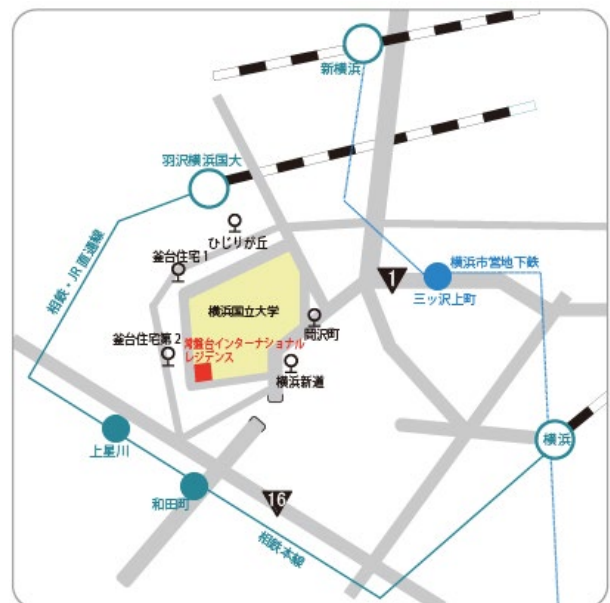 新横浜
羽沢横浜国大
ひじりが丘
釜台住宅1
相鉄・JR直通線
横浜市営地下鉄
1
三ッ沢上町
横浜国立大学
岡沢町
釜台住宅第2
常盤台インターナショナル
レジデンス
横浜新道
上星川
横浜
和田町
16
相鉄本線